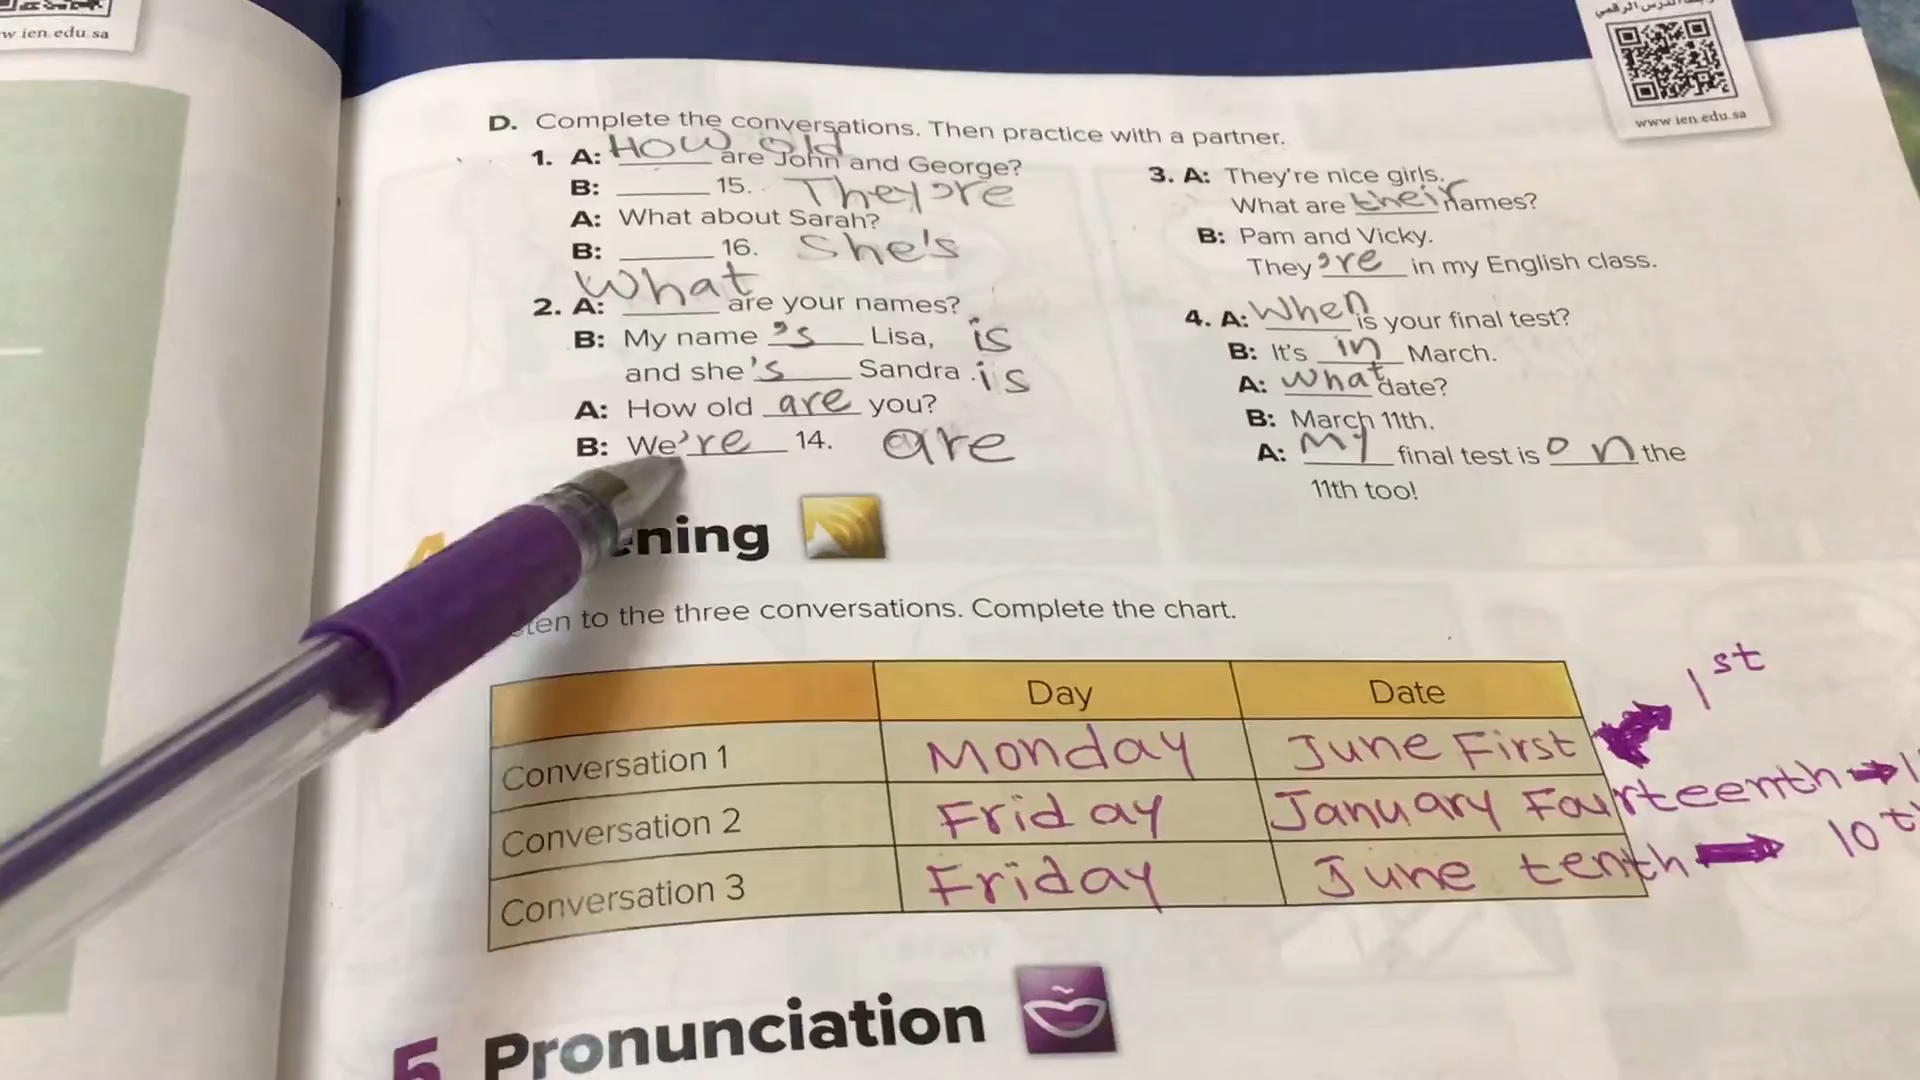 w ien.edu.sa
www ien.edu.sa
D. Complete the conversations. Then practice with a partner.
1. A: How old are John and George?
B: ______ 15. They're
A: What about Sarah?
B: ______ 16. She's
2. A: What are your names?
B: My name 's Lisa, is
and she 's Sandra. is
A: How old are you?
B: We 're 14. are
3. A: They're nice girls.
What are their names?
B: Pam and Vicky.
They 're in my English class.
4. A: When is your final test?
B: It's in March.
A: what date?
B: March 11th.
A: My final test is on the
11th too!
ening
ten to the three conversations. Complete the chart.
Day Date
Conversation 1 Monday June First 1st
Conversation 2 Friday January Fourteenth
Conversation 3 Friday June tenth 10th
5 Pronunciation